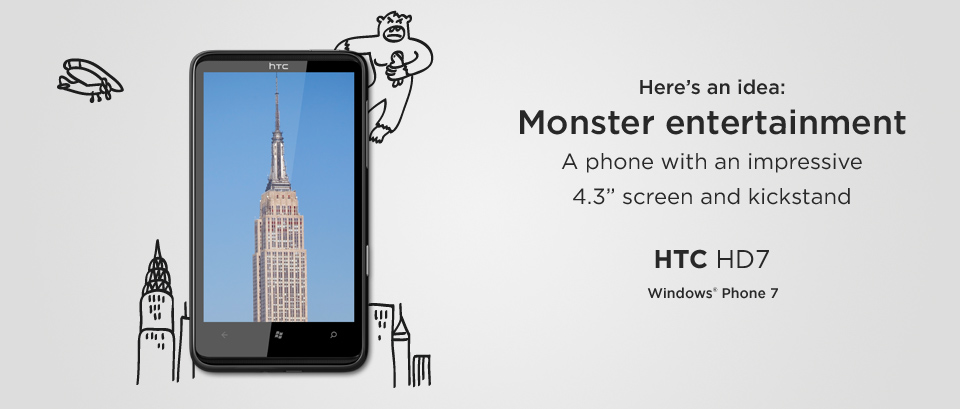 hTC
Here's an idea:
Monster entertainment
A phone with an impressive
4.3” screen and kickstand
HTC HD7
Windows® Phone 7